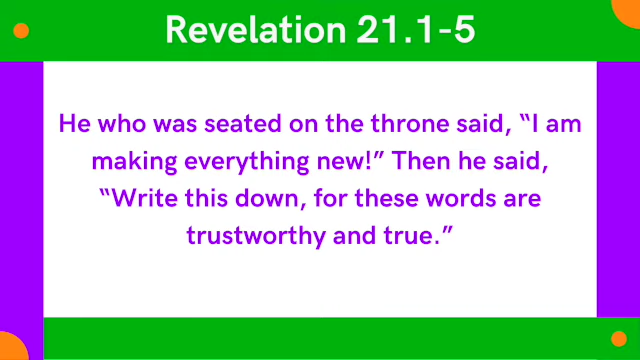 Revelation 21.1-5
He who was seated on the throne said, “I am
making everything new!” Then he said,
“Write this down, for these words are
trustworthy and true.”